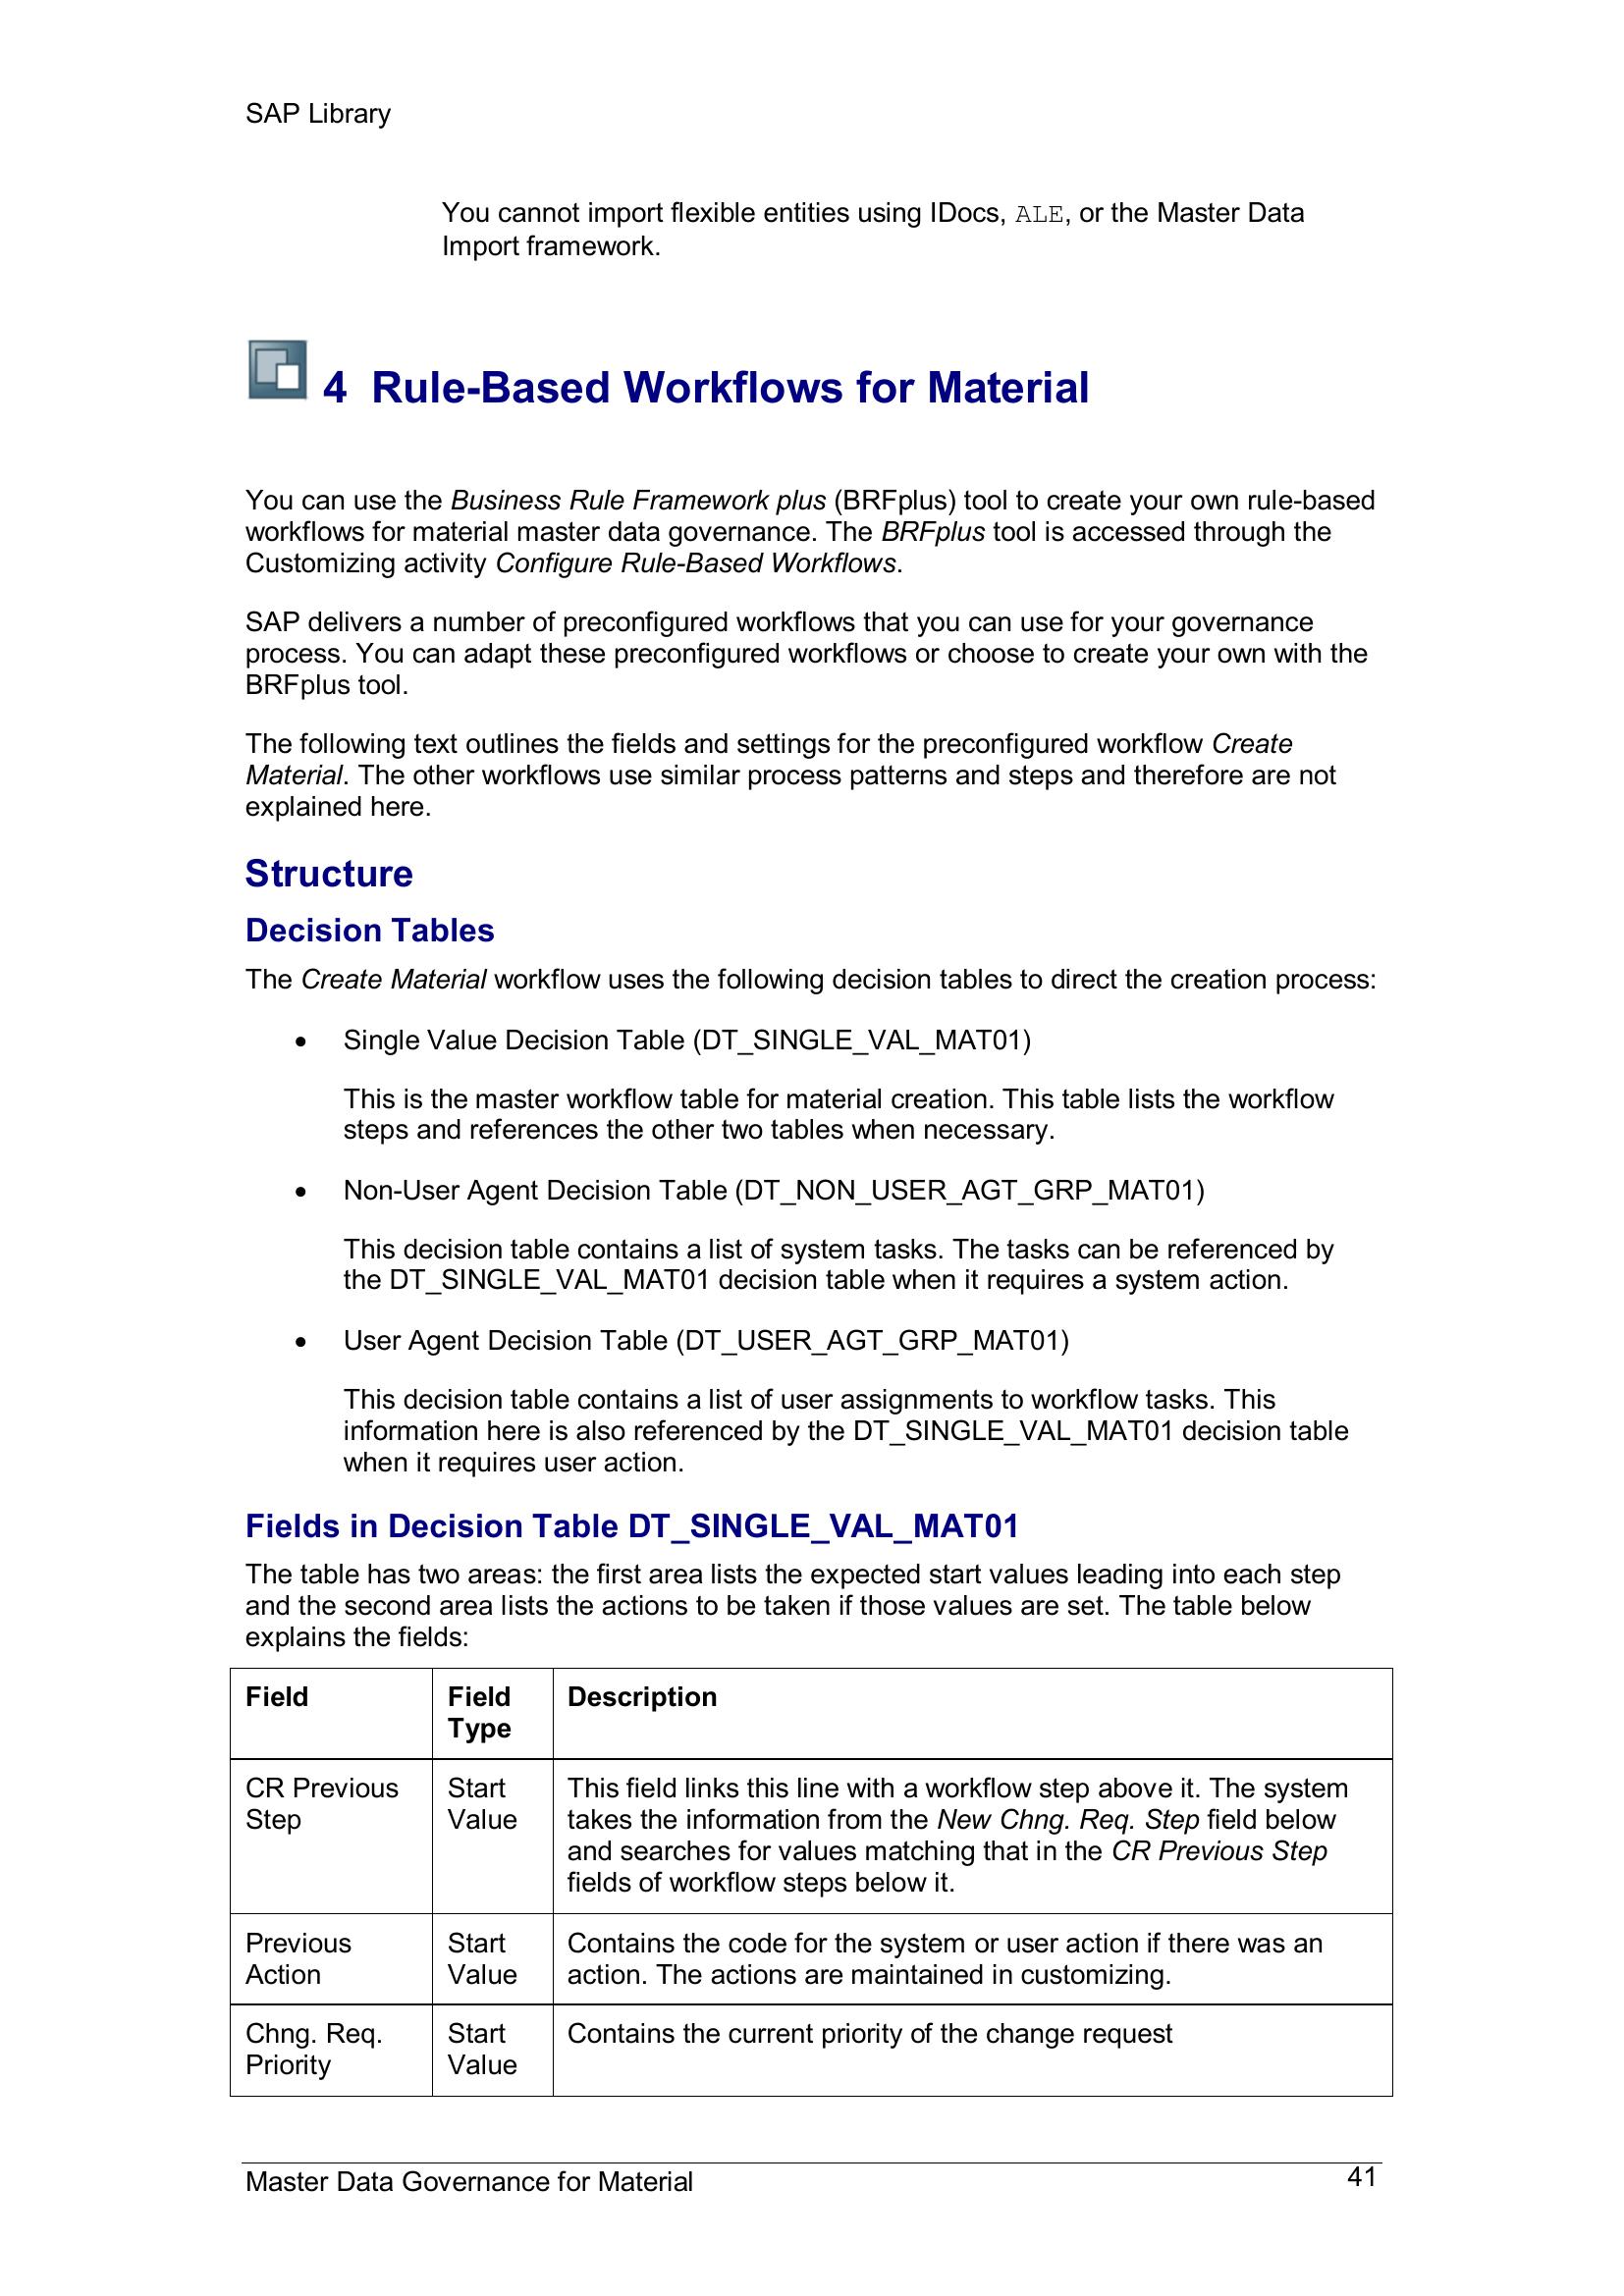 SAP Library
You cannot import flexible entities using IDocs, ALE, or the Master Data
Import framework.
4 Rule-Based Workflows for Material
You can use the Business Rule Framework plus (BRFplus) tool to create your own rule-based
workflows for material master data governance. The BRFplus tool is accessed through the
Customizing activity Configure Rule-Based Workflows.
SAP delivers a number of preconfigured workflows that you can use for your governance
process. You can adapt these preconfigured workflows or choose to create your own with the
BRFplus tool.
The following text outlines the fields and settings for the preconfigured workflow Create
Material. The other workflows use similar process patterns and steps and therefore are not
explained here.
Structure
Decision Tables
The Create Material workflow uses the following decision tables to direct the creation process:
• Single Value Decision Table (DT_SINGLE_VAL_MAT01)
This is the master workflow table for material creation. This table lists the workflow
steps and references the other two tables when necessary.
• Non-User Agent Decision Table (DT_NON_USER_AGT_GRP_MAT01)
This decision table contains a list of system tasks. The tasks can be referenced by
the DT_SINGLE_VAL_MAT01 decision table when it requires a system action.
• User Agent Decision Table (DT_USER_AGT_GRP_MAT01)
This decision table contains a list of user assignments to workflow tasks. This
information here is also referenced by the DT_SINGLE_VAL_MAT01 decision table
when it requires user action.
Fields in Decision Table DT_SINGLE_VAL_MAT01
The table has two areas: the first area lists the expected start values leading into each step
and the second area lists the actions to be taken if those values are set. The table below
explains the fields:
Field
Field
Type
Description
CR Previous
Step
Start
Value
This field links this line with a workflow step above it. The system
takes the information from the New Chng. Req. Step field below
and searches for values matching that in the CR Previous Step
fields of workflow steps below it.
Previous
Action
Start
Value
Contains the code for the system or user action if there was an
action. The actions are maintained in customizing.
Chng. Req.
Priority
Start
Value
Contains the current priority of the change request
Master Data Governance for Material
41